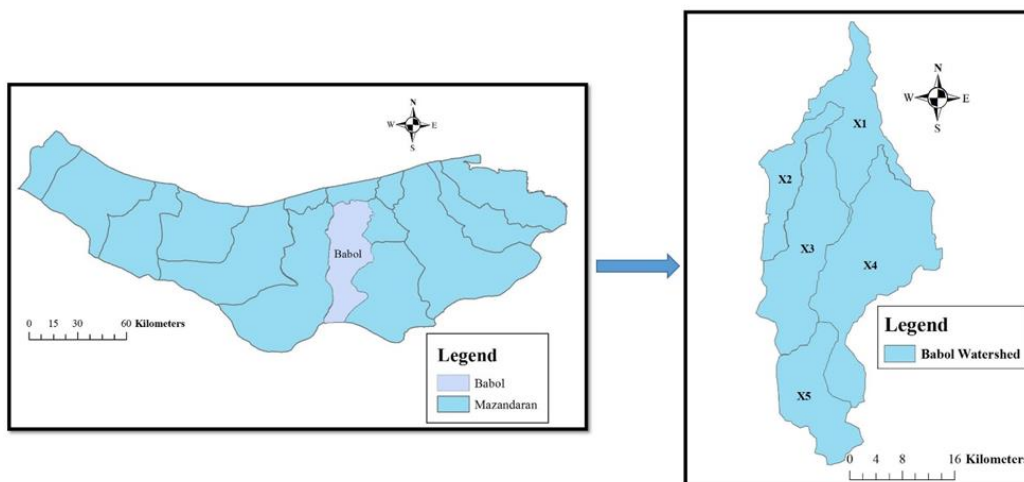 N
W E
S
Babol
0 15 30 60 Kilometers
Legend
Babol
Mazandaran
N
W E
S
X1
X2
X3
X4
X5
Legend
Babol Watershed
0 4 8 16 Kilometers